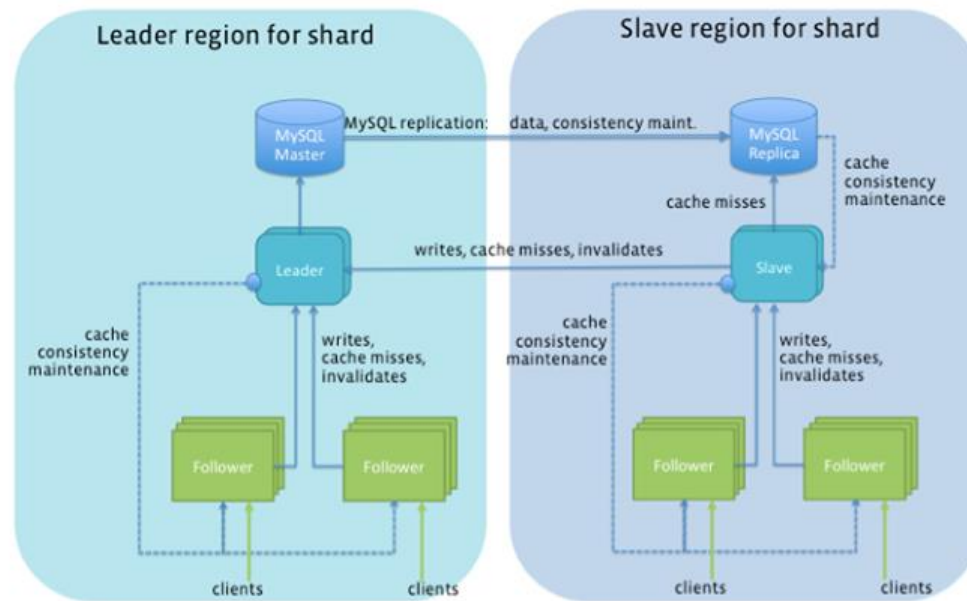 Leader region for shard
Slave region for shard
MySQL
Master
MySQL replication: data, consistency maint.
MySQL
Replica
cache
consistency
maintenance
cache misses
Leader
writes, cache misses, invalidates
Slave
cache
consistency
maintenance
writes,
cache misses,
invalidates
cache
consistency
maintenance
writes,
cache misses,
invalidates
Follower
Follower
Follower
Follower
clients
clients
clients
clients